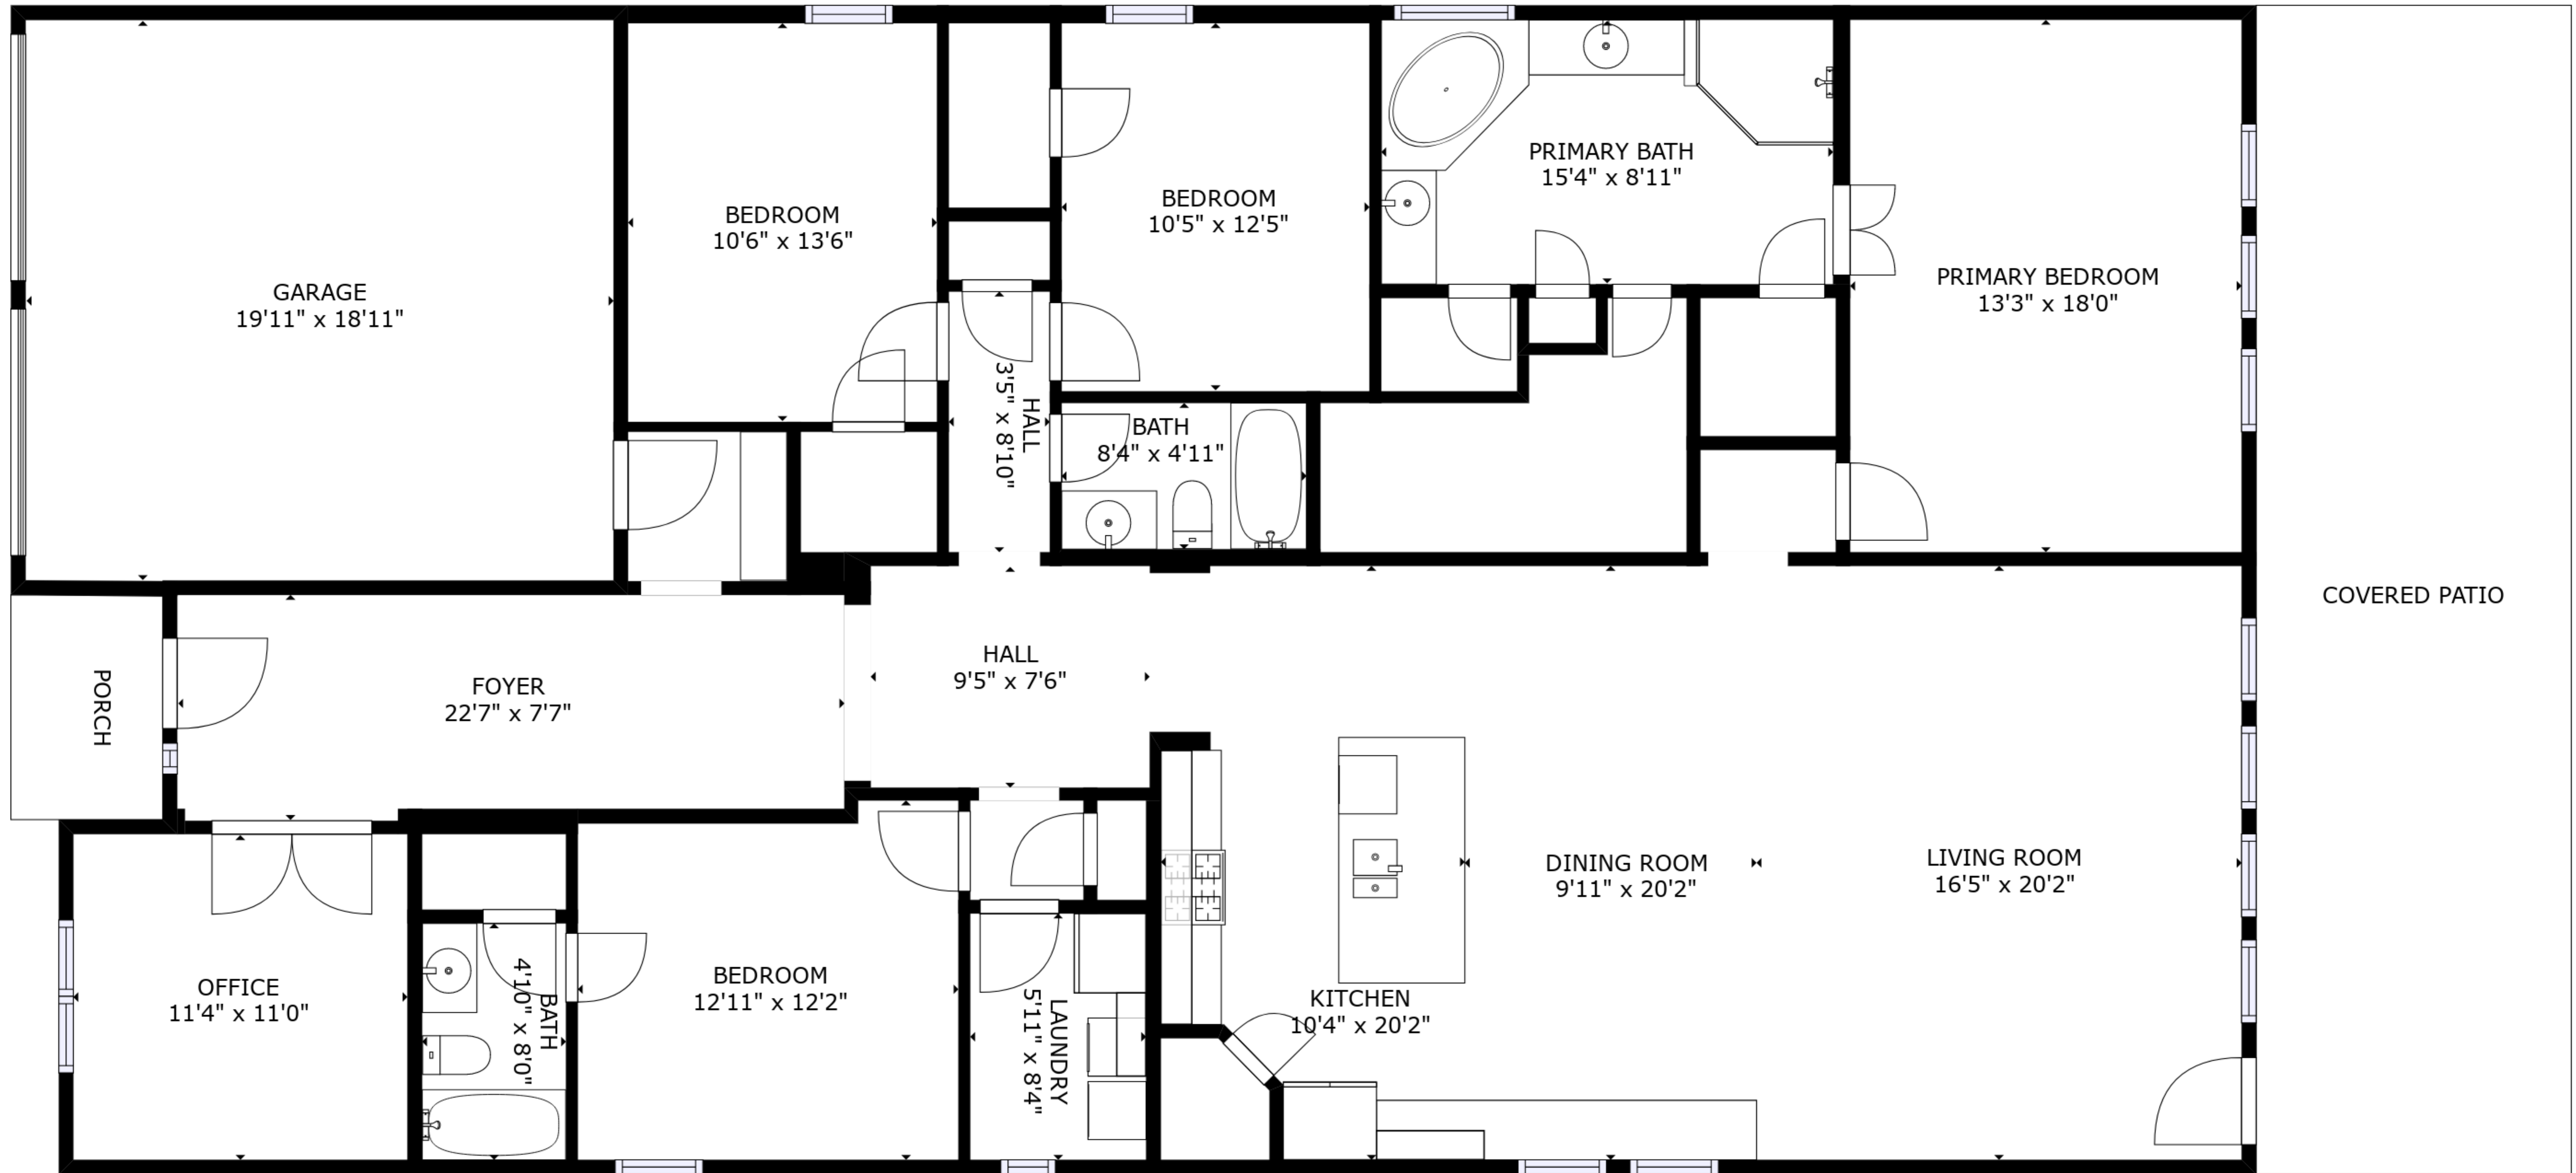 GARAGE
19'11" x 18'11"
BEDROOM
10'6" x 13'6"
BEDROOM
10'5" x 12'5"
PRIMARY BATH
15'4" x 8'11"
PRIMARY BEDROOM
13'3" x 18'0"
HALL
3'5" x 8'10"
BATH
8'4" x 4'11"
COVERED PATIO
PORCH
FOYER
22'7" x 7'7"
HALL
9'5" x 7'6"
DINING ROOM
9'11" x 20'2"
LIVING ROOM
16'5" x 20'2"
OFFICE
11'4" x 11'0"
BATH
4'10" x 8'0"
BEDROOM
12'11" x 12'2"
LAUNDRY
5'11" x 8'4"
KITCHEN
10'4" x 20'2"